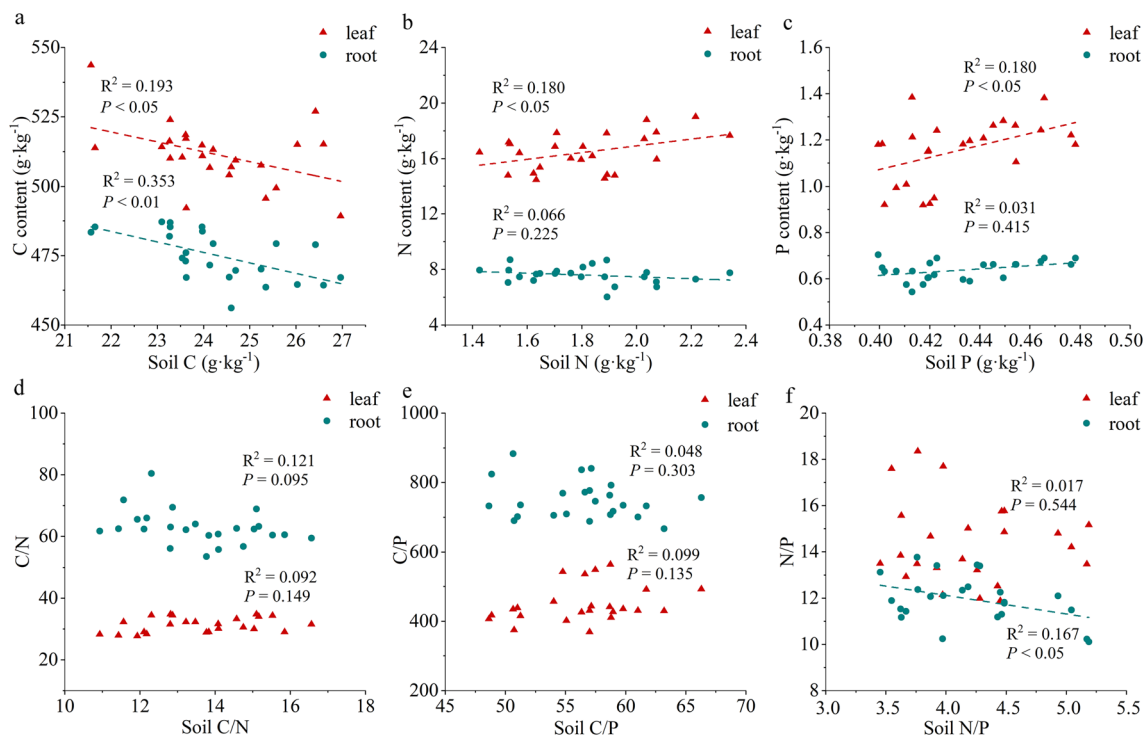 a
leaf
root
R² = 0.193
P < 0.05
R² = 0.353
P < 0.01
550
525
500
475
450
21 22 23 24 25 26 27
C content (g·kg⁻¹)
Soil C (g·kg⁻¹)
b
leaf
root
R² = 0.180
P < 0.05
R² = 0.066
P = 0.225
24
20
16
12
8
4
1.4 1.6 1.8 2.0 2.2 2.4
N content (g·kg⁻¹)
Soil N (g·kg⁻¹)
c
leaf
root
R² = 0.180
P < 0.05
R² = 0.031
P = 0.415
1.6
1.4
1.2
1.0
0.8
0.6
0.4
0.38 0.40 0.42 0.44 0.46 0.48 0.50
P content (g·kg⁻¹)
Soil P (g·kg⁻¹)
d
leaf
root
R² = 0.121
P = 0.095
R² = 0.092
P = 0.149
100
80
60
40
20
10 12 14 16 18
C/N
Soil C/N
e
leaf
root
R² = 0.048
P = 0.303
R² = 0.099
P = 0.135
1000
800
600
400
200
45 50 55 60 65 70
C/P
Soil C/P
f
leaf
root
R² = 0.017
P = 0.544
R² = 0.167
P < 0.05
20
18
16
14
12
10
8
3.0 3.5 4.0 4.5 5.0 5.5
N/P
Soil N/P